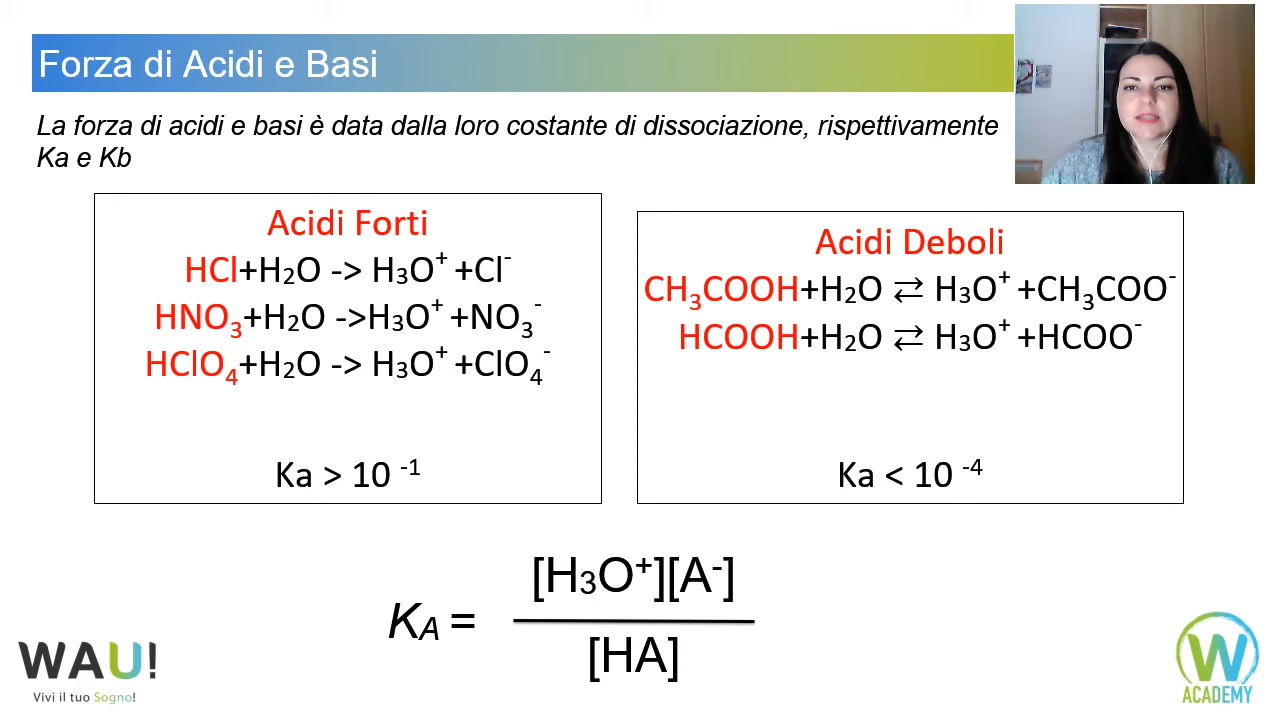 Forza di Acidi e Basi
La forza di acidi e basi è data dalla loro costante di dissociazione, rispettivamente
Ka e Kb
Acidi Forti
HCl+H₂O -> H₃O⁺ +Cl⁻
HNO₃+H₂O ->H₃O⁺ +NO₃⁻
HClO₄+H₂O -> H₃O⁺ +ClO₄⁻
Ka > 10 ⁻¹
Acidi Deboli
CH₃COOH+H₂O ⇄ H₃O⁺ +CH₃COO⁻
HCOOH+H₂O ⇄ H₃O⁺ +HCOO⁻
Ka < 10 ⁻⁴
[H₃O⁺][A⁻]
K_A =
[HA]
WAU!
Vivi il tuo Sogno!
W
ACADEMY